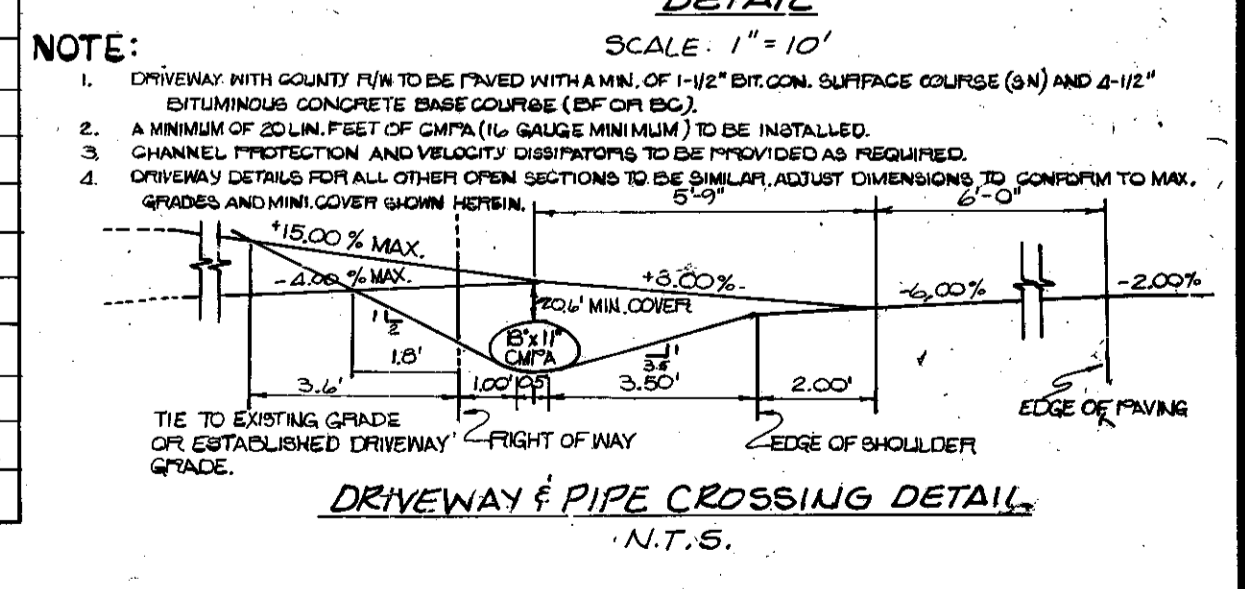 DETAIL
SCALE: 1" = 10'
NOTE:
1. DRIVEWAY WITH COUNTY R/W TO BE PAVED WITH A MIN. OF 1-1/2" BIT. CON. SURFACE COURSE (SN) AND 4-1/2"
BITUMINOUS CONCRETE BASE COURSE (BF OR BC).
2. A MINIMUM OF 20 LIN. FEET OF CMPA (16 GAUGE MINIMUM) TO BE INSTALLED.
3. CHANNEL PROTECTION AND VELOCITY DISSIPATORS TO BE PROVIDED AS REQUIRED.
4. DRIVEWAY DETAILS FOR ALL OTHER OPEN SECTIONS TO BE SIMILAR, ADJUST DIMENSIONS TO CONFORM TO MAX.
GRADES AND MINI. COVER SHOWN HEREIN.
5'-9"
6'-0"
+15.00 % MAX.
-4.00 % MAX.
+3.00%
-6.00%
-2.00%
0.6' MIN. COVER
1
2
18"x11"
CMPA
1
3.5
1.8'
3.6'
1.00'
0.5'
3.50'
2.00'
TIE TO EXISTING GRADE
OR ESTABLISHED DRIVEWAY
GRADE.
RIGHT OF WAY
EDGE OF SHOULDER
EDGE OF PAVING
DRIVEWAY & PIPE CROSSING DETAIL
N.T.S.